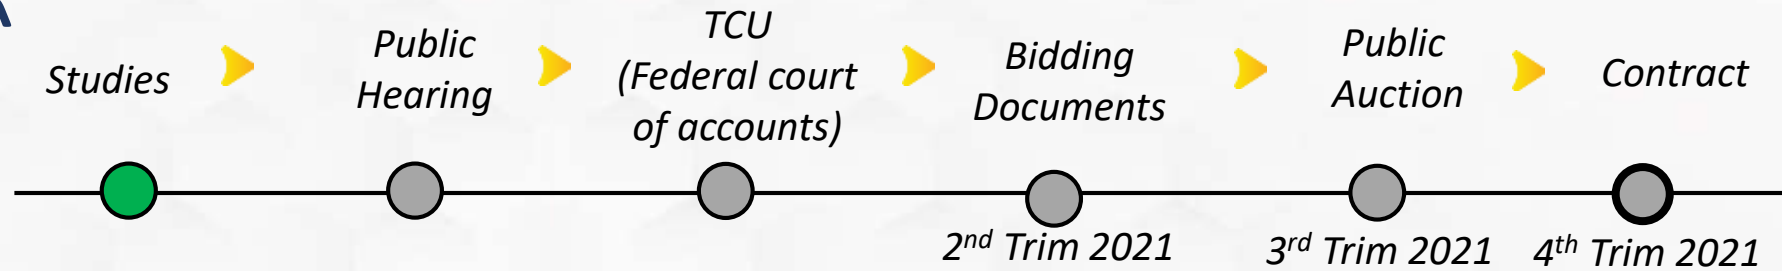 Studies
Public
Hearing
TCU
(Federal court
of accounts)
Bidding
Documents
Public
Auction
Contract
2nd Trim 2021
3rd Trim 2021
4th Trim 2021